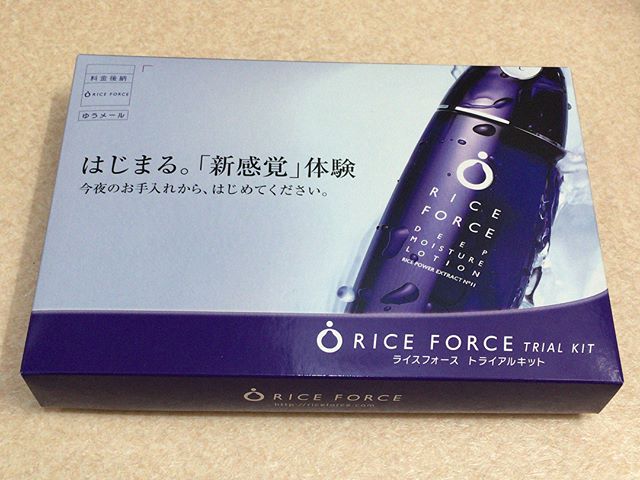 料金後納
RICE FORCE
ゆうメール
はじまる。「新感覚」体験
今夜のお手入れから、はじめてください。
RICE
FORCE
DEEP
MOISTURE
LOTION
RICE POWER EXTRACT Nº11
RICE FORCE TRIAL KIT
ライスフォース トライアルキット
RICE FORCE
http://riceforce.com